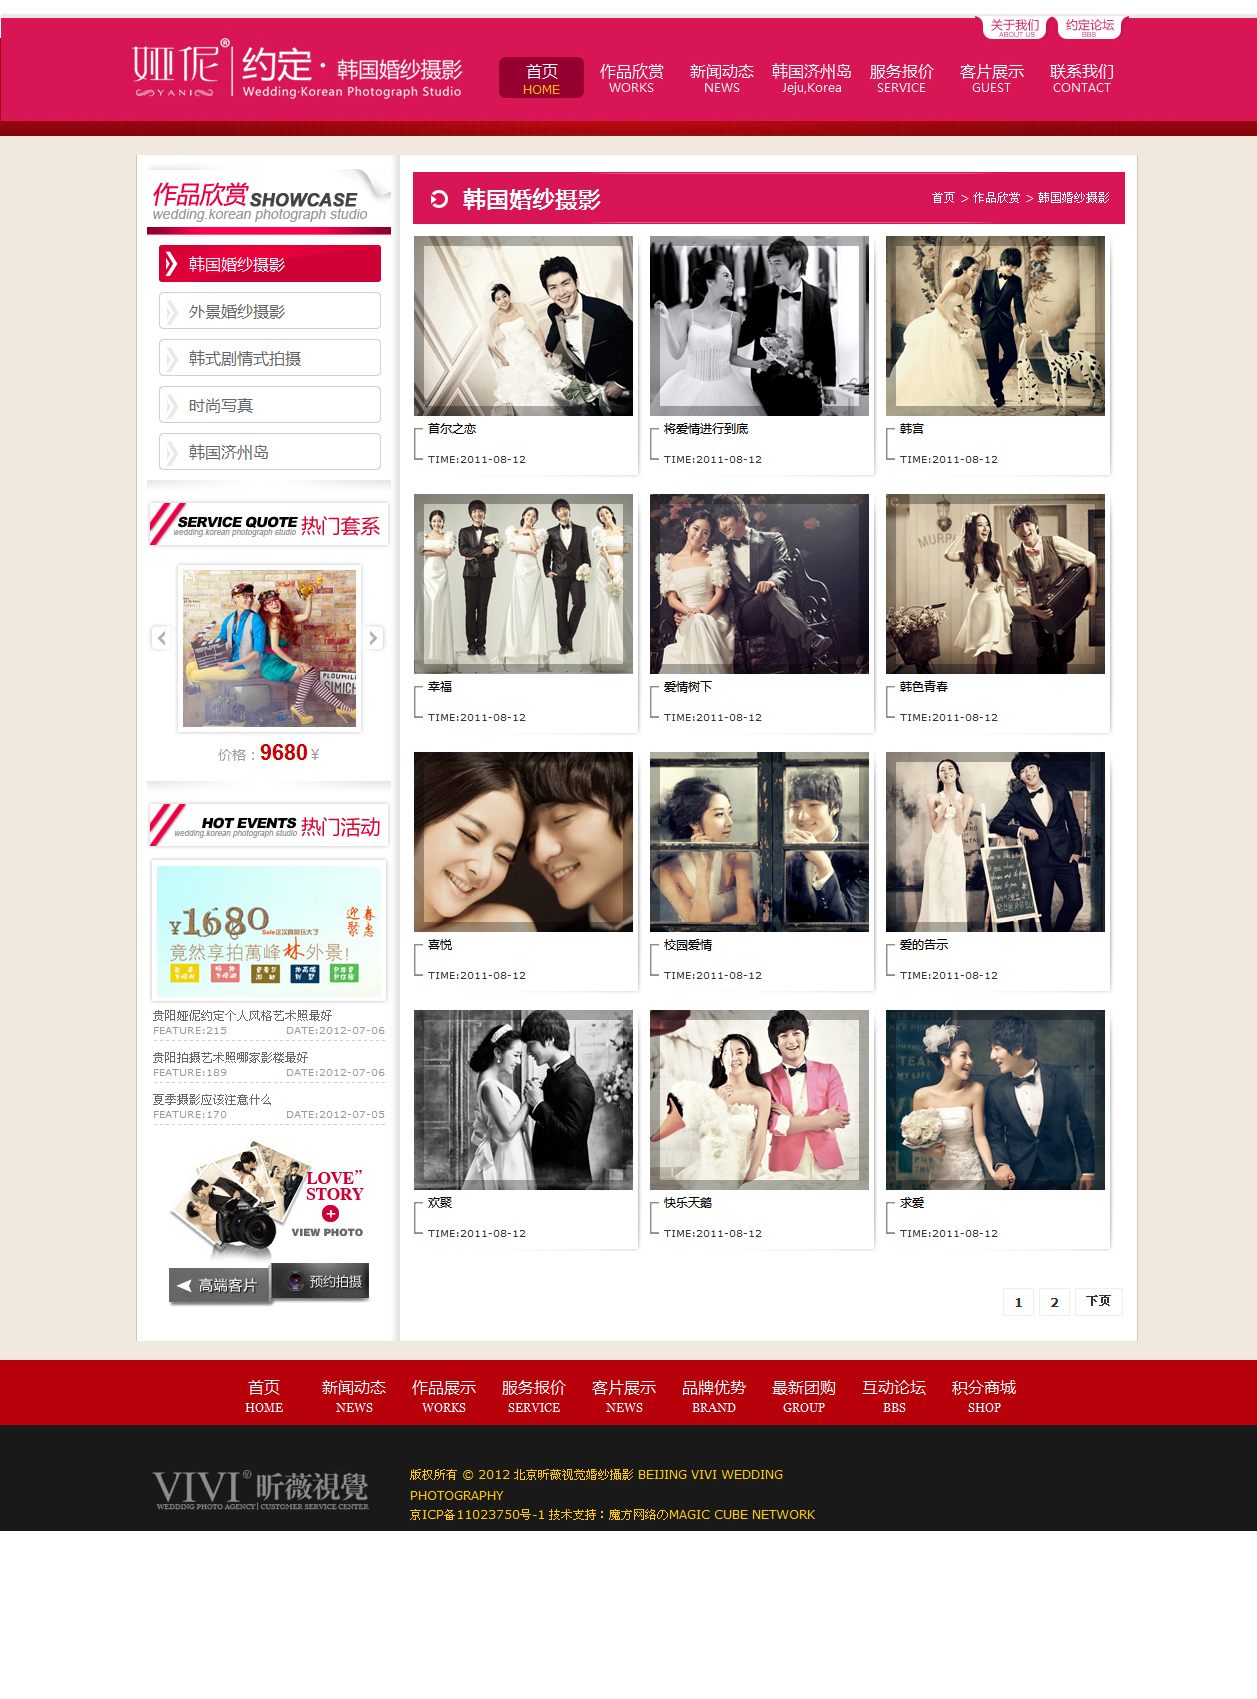 关于我们
ABOUT US
约定论坛
BBS
娅伲®
YANI
约定·韩国婚纱摄影
Wedding·Korean Photograph Studio
首页
HOME
作品欣赏
WORKS
新闻动态
NEWS
韩国济州岛
Jeju,Korea
服务报价
SERVICE
客片展示
GUEST
联系我们
CONTACT
作品欣赏 SHOWCASE
wedding.korean photograph studio
韩国婚纱摄影
外景婚纱摄影
韩式剧情式拍摄
时尚写真
韩国济州岛
SERVICE QUOTE 热门套系
wedding.korean photograph studio
价格：9680 ¥
HOT EVENTS 热门活动
wedding.korean photograph studio
¥1680
迎春
聚惠
竟然享拍萬峰林外景!
贵阳娅伲约定个人风格艺术照最好
FEATURE:215 DATE:2012-07-06
贵阳拍摄艺术照哪家影楼最好
FEATURE:189 DATE:2012-07-06
夏季摄影应该注意什么
FEATURE:170 DATE:2012-07-05
LOVE”
STORY
VIEW PHOTO
高端客片
预约拍摄
韩国婚纱摄影
首页 > 作品欣赏 > 韩国婚纱摄影
首尔之恋
TIME:2011-08-12
将爱情进行到底
TIME:2011-08-12
韩宫
TIME:2011-08-12
幸福
TIME:2011-08-12
爱情树下
TIME:2011-08-12
韩色青春
TIME:2011-08-12
喜悦
TIME:2011-08-12
校园爱情
TIME:2011-08-12
爱的告示
TIME:2011-08-12
欢聚
TIME:2011-08-12
快乐天鹅
TIME:2011-08-12
求爱
TIME:2011-08-12
1 2 下页
首页
HOME
新闻动态
NEWS
作品展示
WORKS
服务报价
SERVICE
客片展示
NEWS
品牌优势
BRAND
最新团购
GROUP
互动论坛
BBS
积分商城
SHOP
VIVI®昕薇視覺
WEDDING PHOTO AGENCY|CUSTOMER SERVICE CENTER
版权所有 © 2012 北京昕薇视觉婚纱攝影 BEIJING VIVI WEDDING
PHOTOGRAPHY
京ICP备11023750号-1 技术支持：魔方网络のMAGIC CUBE NETWORK